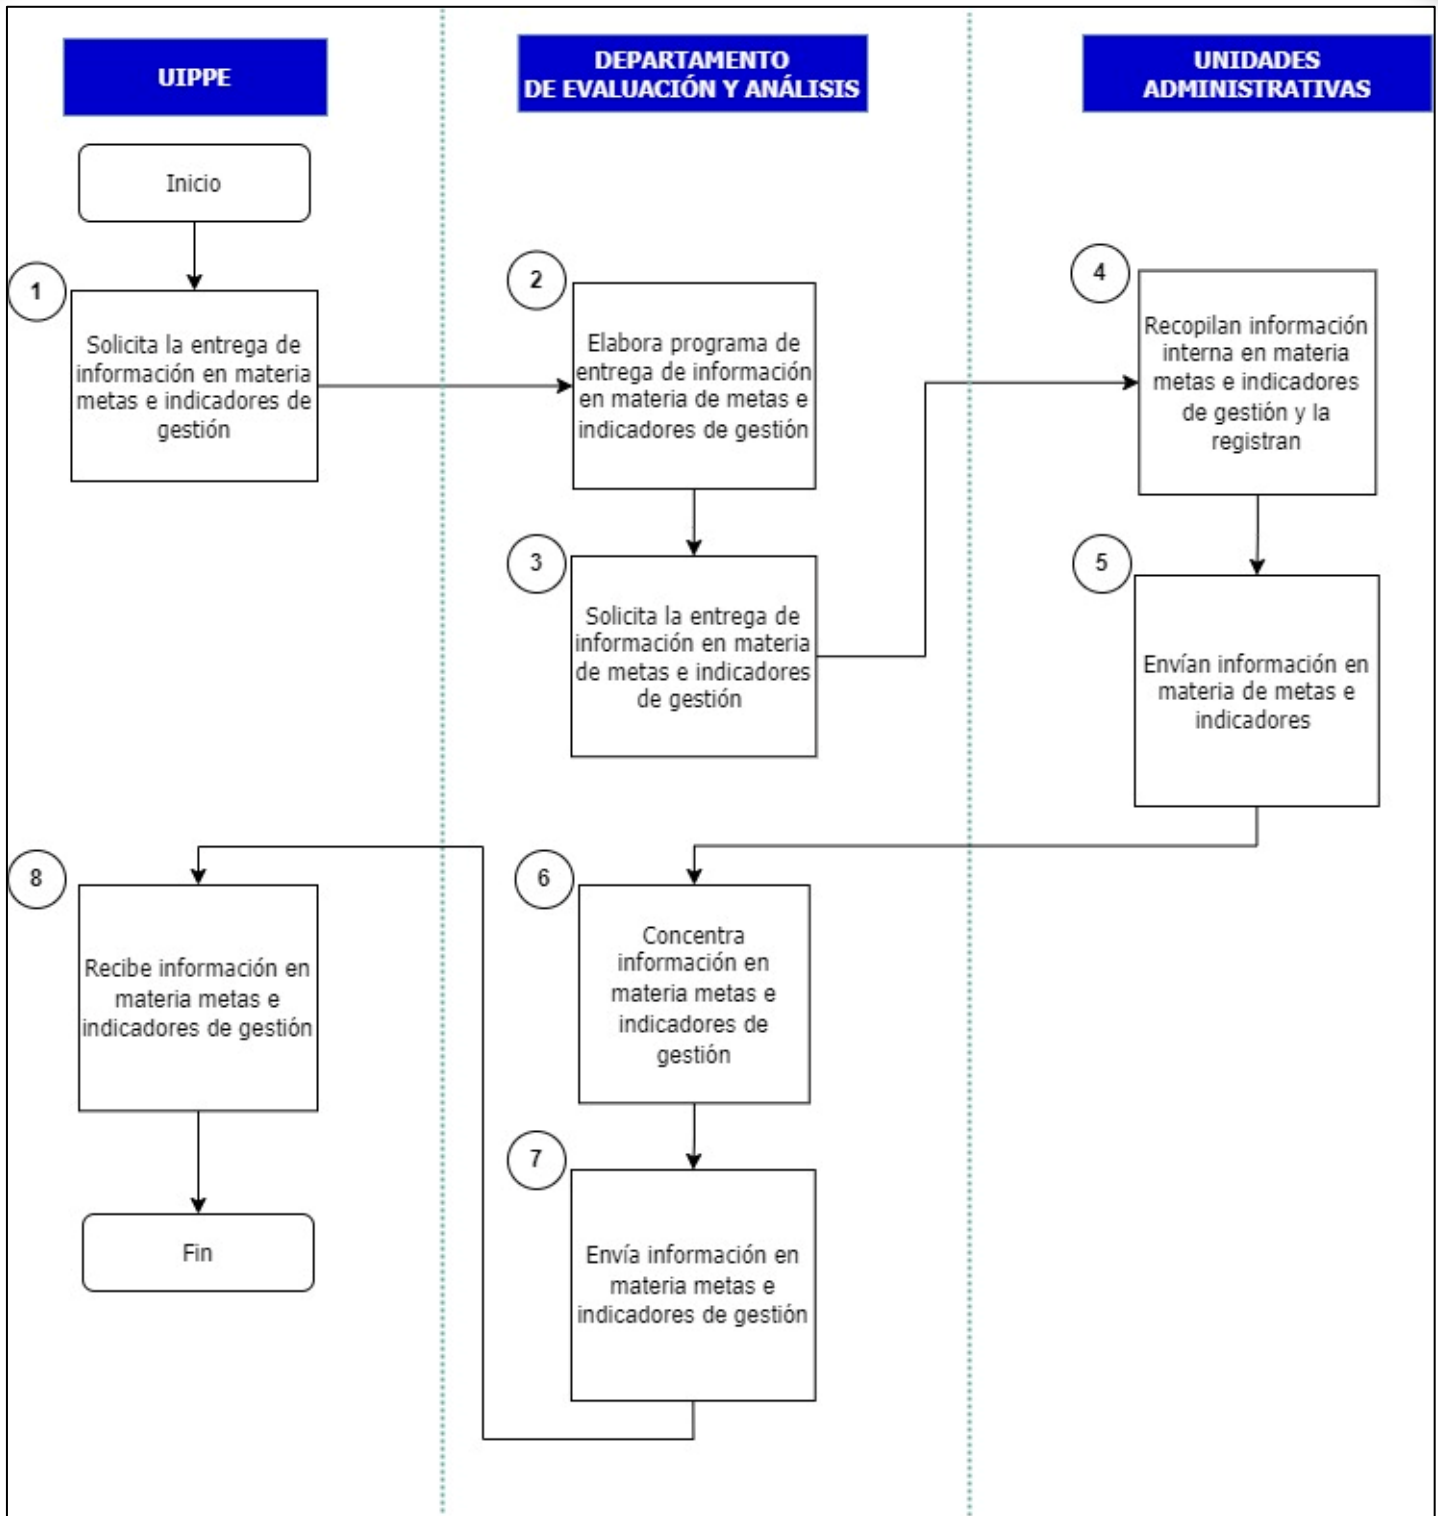 UIPPE
DEPARTAMENTO
DE EVALUACIÓN Y ANÁLISIS
UNIDADES
ADMINISTRATIVAS
Inicio
1
Solicita la entrega de
información en materia
metas e indicadores de
gestión
2
Elabora programa de
entrega de información
en materia de metas e
indicadores de gestión
3
Solicita la entrega de
información en materia
de metas e indicadores
de gestión
4
Recopilan información
interna en materia
metas e indicadores
de gestión y la
registran
5
Envían información en
materia de metas e
indicadores
6
Concentra
información en
materia metas e
indicadores de
gestión
7
Envía información en
materia metas e
indicadores de gestión
8
Recibe información en
materia metas e
indicadores de gestión
Fin